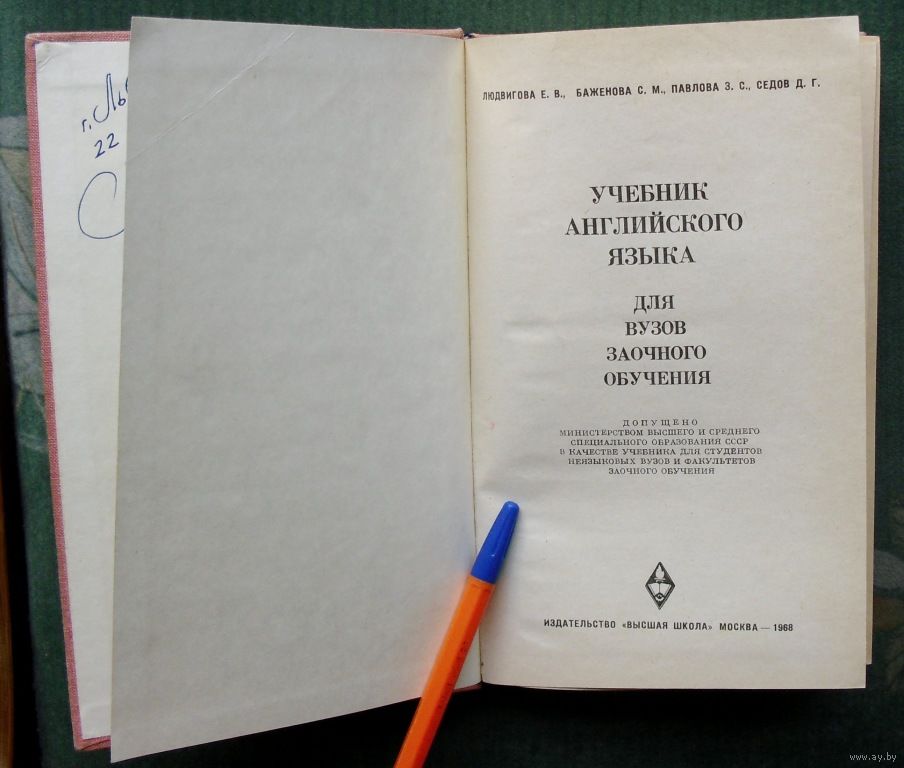 г.
22
ЛЮДВИГОВА Е. В., БАЖЕНОВА С. М., ПАВЛОВА З. С., СЕДОВ Д. Г.
УЧЕБНИК
АНГЛИЙСКОГО
ЯЗЫКА
ДЛЯ
ВУЗОВ
ЗАОЧНОГО
ОБУЧЕНИЯ
ДОПУЩЕНО
МИНИСТЕРСТВОМ ВЫСШЕГО И СРЕДНЕГО
СПЕЦИАЛЬНОГО ОБРАЗОВАНИЯ СССР
В КАЧЕСТВЕ УЧЕБНИКА ДЛЯ СТУДЕНТОВ
НЕЯЗЫКОВЫХ ВУЗОВ И ФАКУЛЬТЕТОВ
ЗАОЧНОГО ОБУЧЕНИЯ
ИЗДАТЕЛЬСТВО «ВЫСШАЯ ШКОЛА» МОСКВА — 1968
www.ay.by